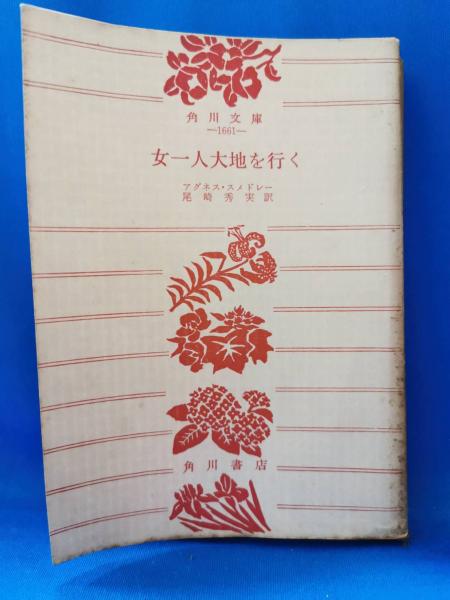 角川文庫
—1661—
女一人大地を行く
アグネス・スメドレー
尾崎秀実訳
角川書店